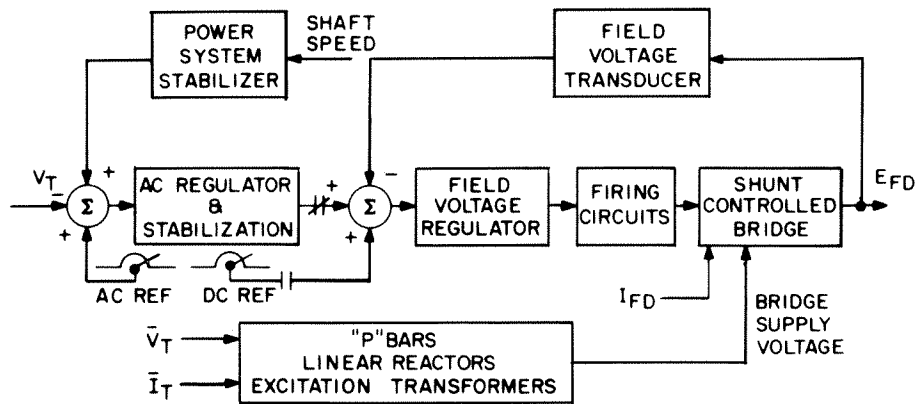 POWER
SYSTEM
STABILIZER
SHAFT
SPEED
FIELD
VOLTAGE
TRANSDUCER
V_T
−
+
+
Σ
AC REGULATOR
&
STABILIZATION
+
−
+
Σ
FIELD
VOLTAGE
REGULATOR
FIRING
CIRCUITS
SHUNT
CONTROLLED
BRIDGE
E_FD
AC REF
DC REF
I_FD
BRIDGE
SUPPLY
VOLTAGE
V̄_T
Ī_T
"P" BARS
LINEAR REACTORS
EXCITATION TRANSFORMERS